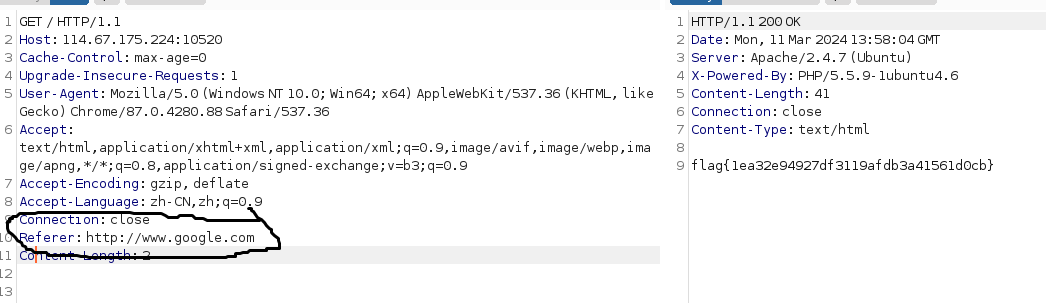 1 GET / HTTP/1.1
2 Host: 114.67.175.224:10520
3 Cache-Control: max-age=0
4 Upgrade-Insecure-Requests: 1
5 User-Agent: Mozilla/5.0 (Windows NT 10.0; Win64; x64) AppleWebKit/537.36 (KHTML, like
Gecko) Chrome/87.0.4280.88 Safari/537.36
6 Accept:
text/html,application/xhtml+xml,application/xml;q=0.9,image/avif,image/webp,ima
ge/apng,*/*;q=0.8,application/signed-exchange;v=b3;q=0.9
7 Accept-Encoding: gzip, deflate
8 Accept-Language: zh-CN,zh;q=0.9
9 Connection: close
10 Referer: http://www.google.com
11 Content-Length: 2
12
13
1 HTTP/1.1 200 OK
2 Date: Mon, 11 Mar 2024 13:58:04 GMT
3 Server: Apache/2.4.7 (Ubuntu)
4 X-Powered-By: PHP/5.5.9-1ubuntu4.6
5 Content-Length: 41
6 Connection: close
7 Content-Type: text/html
8
9 flag{1ea32e94927df3119afdb3a41561d0cb}